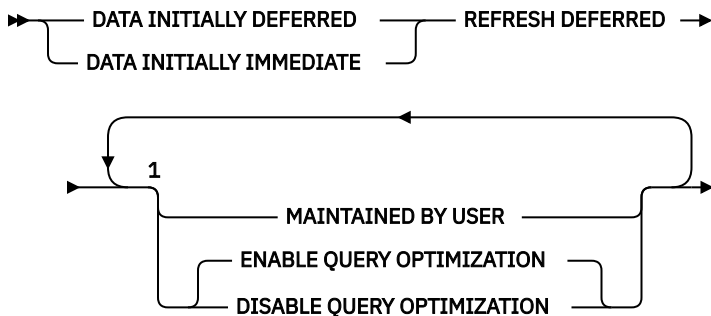 DATA INITIALLY DEFERRED REFRESH DEFERRED
DATA INITIALLY IMMEDIATE
1
MAINTAINED BY USER
ENABLE QUERY OPTIMIZATION
DISABLE QUERY OPTIMIZATION